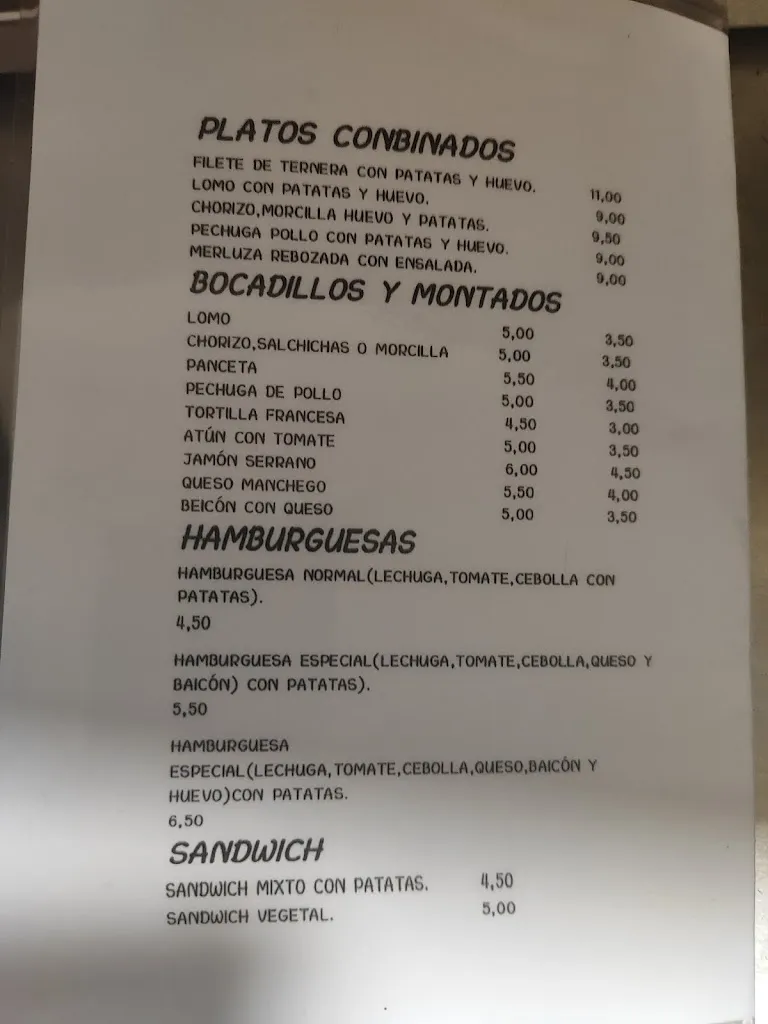 PLATOS CONBINADOS
FILETE DE TERNERA CON PATATAS Y HUEVO. 11,00
LOMO CON PATATAS Y HUEVO. 9,00
CHORIZO,MORCILLA HUEVO Y PATATAS. 9,50
PECHUGA POLLO CON PATATAS Y HUEVO. 9,00
MERLUZA REBOZADA CON ENSALADA. 9,00
BOCADILLOS Y MONTADOS
LOMO 5,00 3,50
CHORIZO,SALCHICHAS O MORCILLA 5,00 3,50
PANCETA 5,50 4,00
PECHUGA DE POLLO 5,00 3,50
TORTILLA FRANCESA 4,50 3,00
ATÚN CON TOMATE 5,00 3,50
JAMÓN SERRANO 6,00 4,50
QUESO MANCHEGO 5,50 4,00
BEICÓN CON QUESO 5,00 3,50
HAMBURGUESAS
HAMBURGUESA NORMAL(LECHUGA,TOMATE,CEBOLLA CON
PATATAS).
4,50
HAMBURGUESA ESPECIAL(LECHUGA,TOMATE,CEBOLLA,QUESO Y
BAICÓN) CON PATATAS).
5,50
HAMBURGUESA
ESPECIAL(LECHUGA,TOMATE,CEBOLLA,QUESO,BAICÓN Y
HUEVO)CON PATATAS.
6,50
SANDWICH
SANDWICH MIXTO CON PATATAS. 4,50
SANDWICH VEGETAL. 5,00